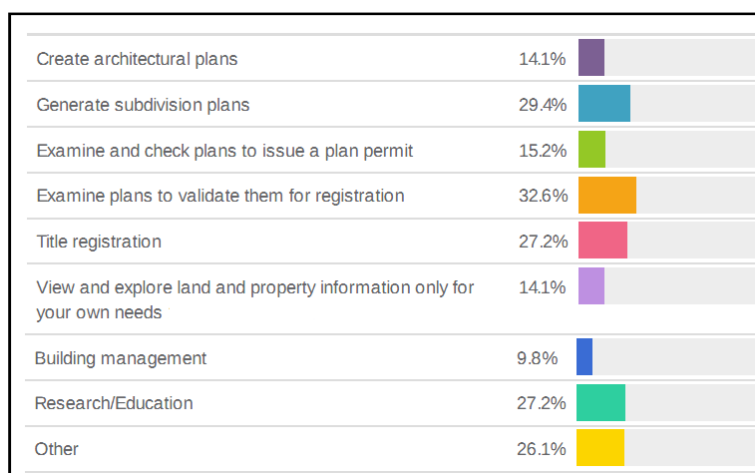 Create architectural plans 14.1%
Generate subdivision plans 29.4%
Examine and check plans to issue a plan permit 15.2%
Examine plans to validate them for registration 32.6%
Title registration 27.2%
View and explore land and property information only for 14.1%
your own needs
Building management 9.8%
Research/Education 27.2%
Other 26.1%